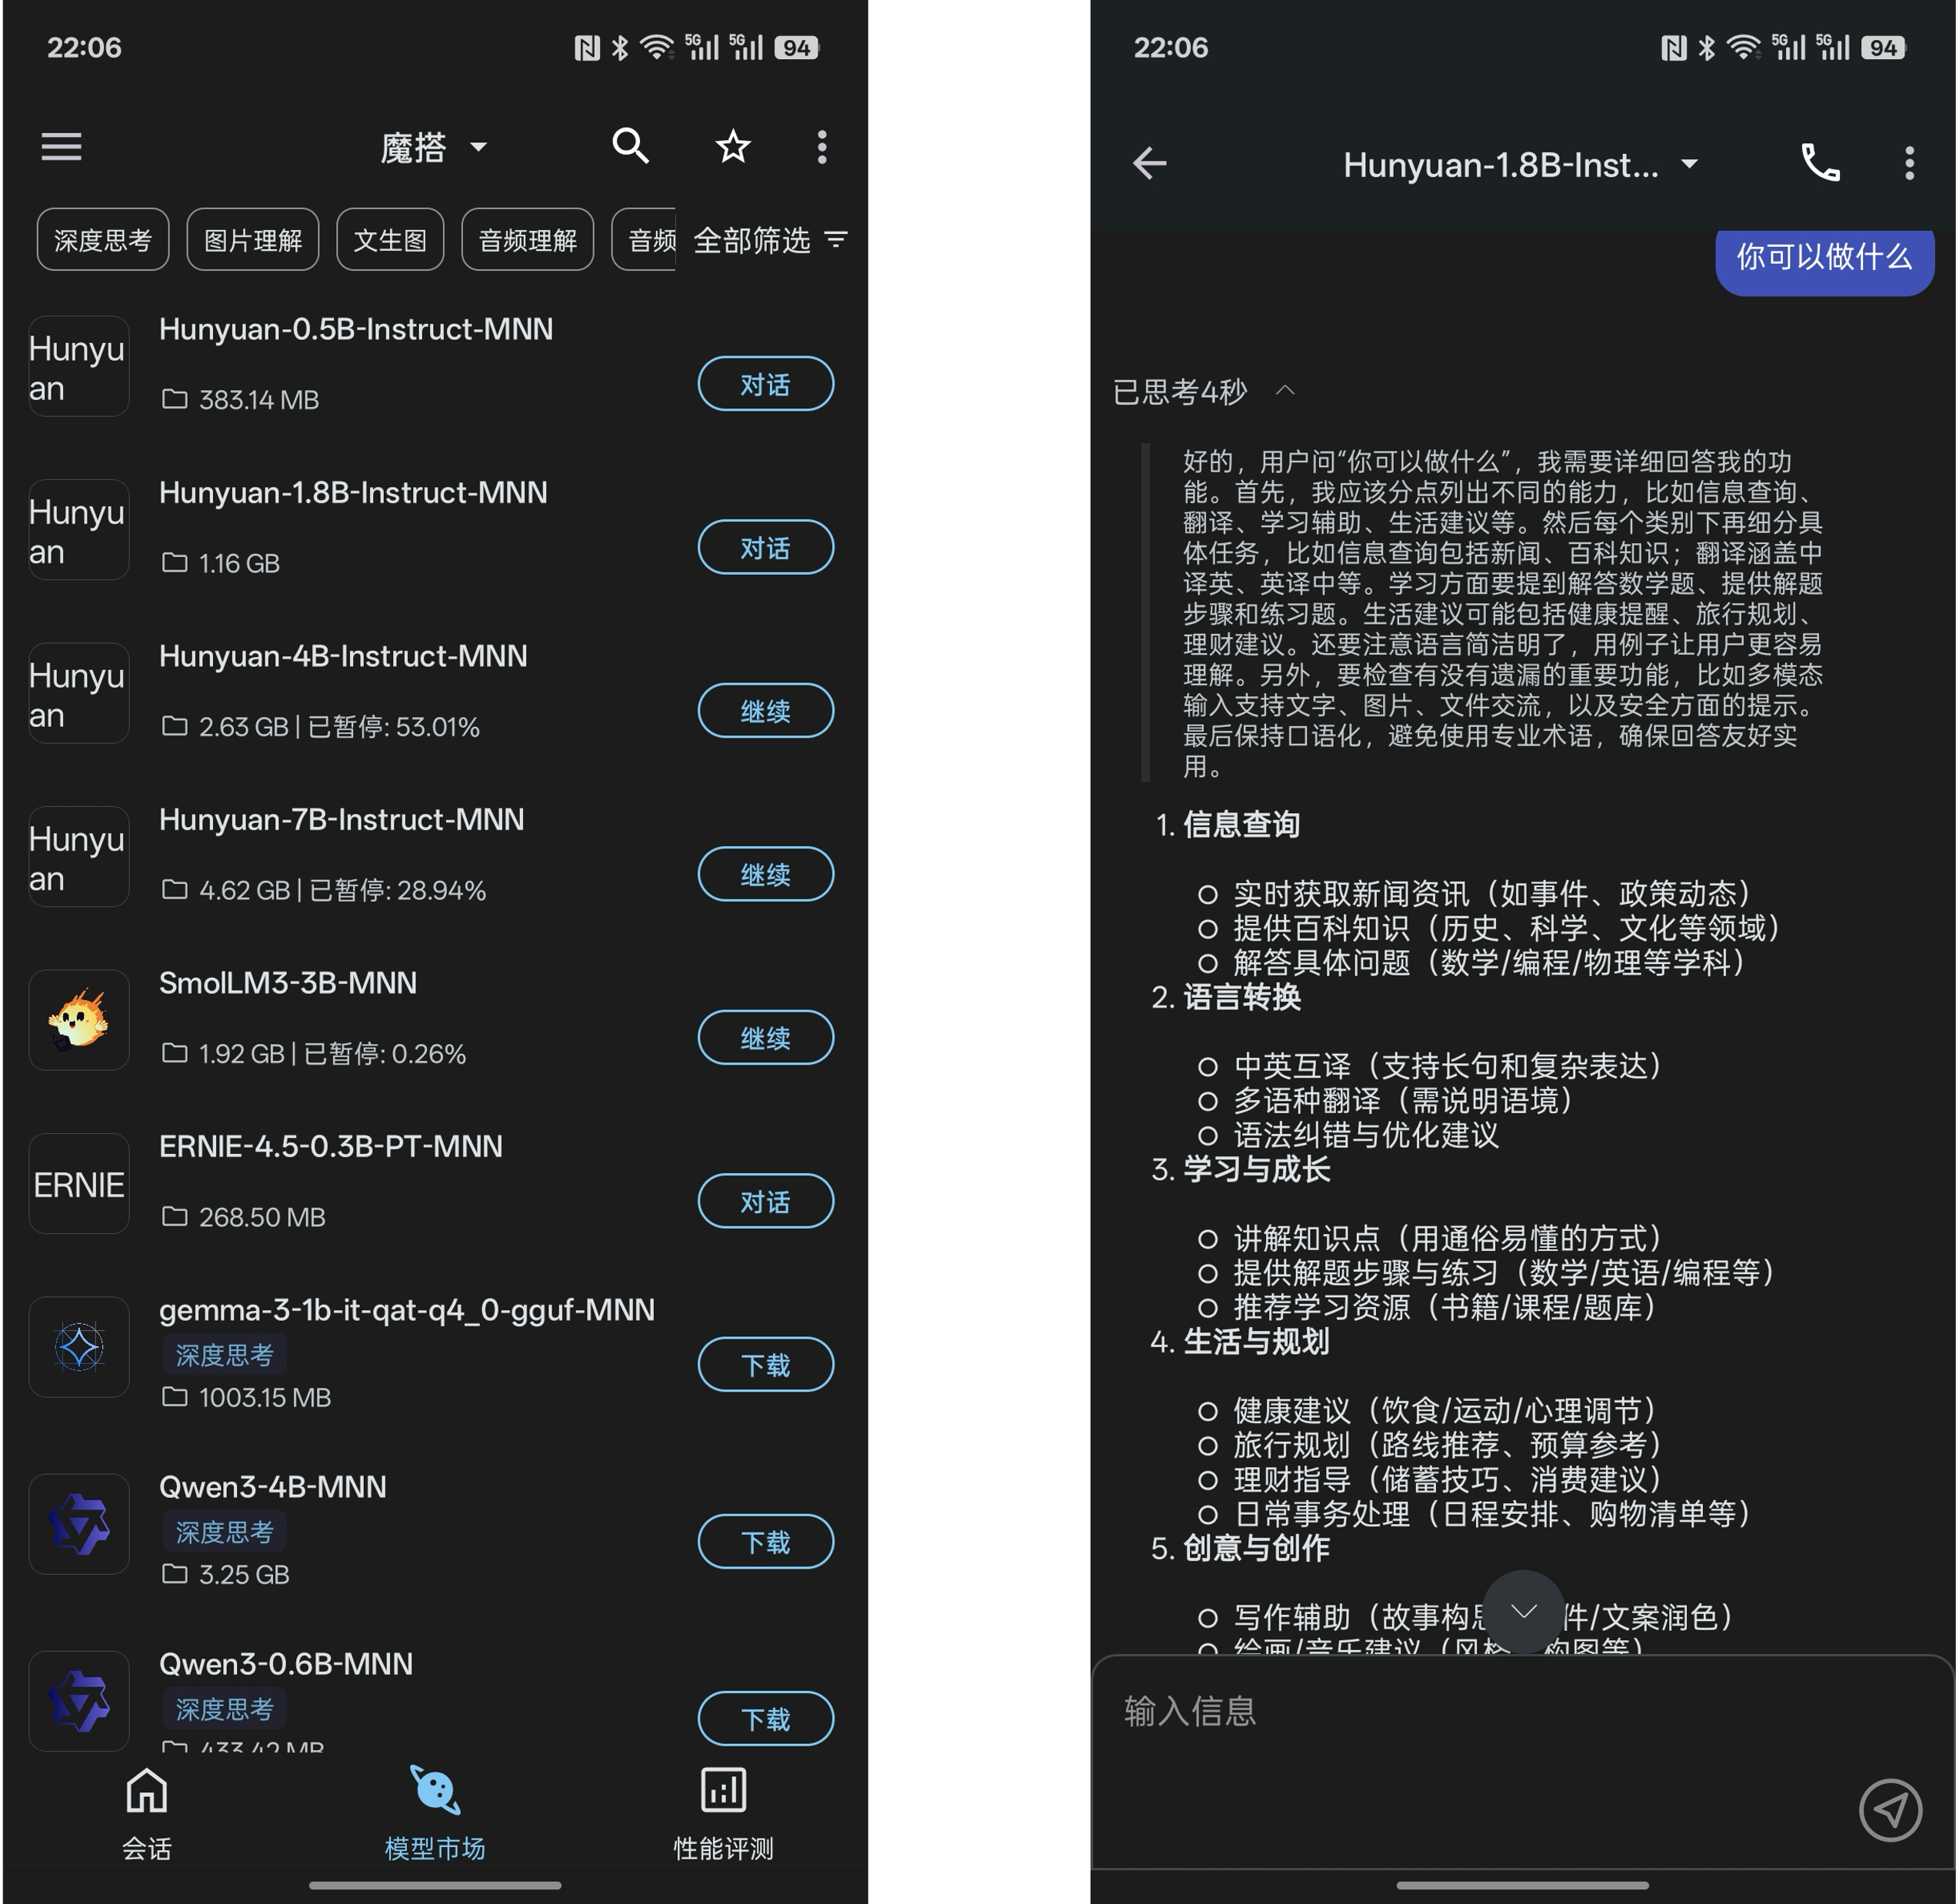 22:06
5G 5G 94
魔搭
深度思考 图片理解 文生图 音频理解 音频 全部筛选
Hunyu
an
Hunyuan-0.5B-Instruct-MNN
383.14 MB
对话
Hunyu
an
Hunyuan-1.8B-Instruct-MNN
1.16 GB
对话
Hunyu
an
Hunyuan-4B-Instruct-MNN
2.63 GB | 已暂停: 53.01%
继续
Hunyu
an
Hunyuan-7B-Instruct-MNN
4.62 GB | 已暂停: 28.94%
继续
SmolLM3-3B-MNN
1.92 GB | 已暂停: 0.26%
继续
ERNIE
ERNIE-4.5-0.3B-PT-MNN
268.50 MB
对话
gemma-3-1b-it-qat-q4_0-gguf-MNN
深度思考
1003.15 MB
下载
Qwen3-4B-MNN
深度思考
3.25 GB
下载
Qwen3-0.6B-MNN
深度思考
433.42 MB
下载
会话 模型市场 性能评测
22:06
5G 5G 94
Hunyuan-1.8B-Inst...
你可以做什么
已思考4秒
好的，用户问“你可以做什么”，我需要详细回答我的功
能。首先，我应该分点列出不同的能力，比如信息查询、
翻译、学习辅助、生活建议等。然后每个类别下再细分具
体任务，比如信息查询包括新闻、百科知识；翻译涵盖中
译英、英译中等。学习方面要提到解答数学题、提供解题
步骤和练习题。生活建议可能包括健康提醒、旅行规划、
理财建议。还要注意语言简洁明了，用例子让用户更容易
理解。另外，要检查有没有遗漏的重要功能，比如多模态
输入支持文字、图片、文件交流，以及安全方面的提示。
最后保持口语化，避免使用专业术语，确保回答友好实
用。
1. 信息查询
实时获取新闻资讯（如事件、政策动态）
提供百科知识（历史、科学、文化等领域）
解答具体问题（数学/编程/物理等学科）
2. 语言转换
中英互译（支持长句和复杂表达）
多语种翻译（需说明语境）
语法纠错与优化建议
3. 学习与成长
讲解知识点（用通俗易懂的方式）
提供解题步骤与练习（数学/英语/编程等）
推荐学习资源（书籍/课程/题库）
4. 生活与规划
健康建议（饮食/运动/心理调节）
旅行规划（路线推荐、预算参考）
理财指导（储蓄技巧、消费建议）
日常事务处理（日程安排、购物清单等）
5. 创意与创作
写作辅助（故事构思 件/文案润色）
绘画/音乐建议（风格 构图等）
输入信息